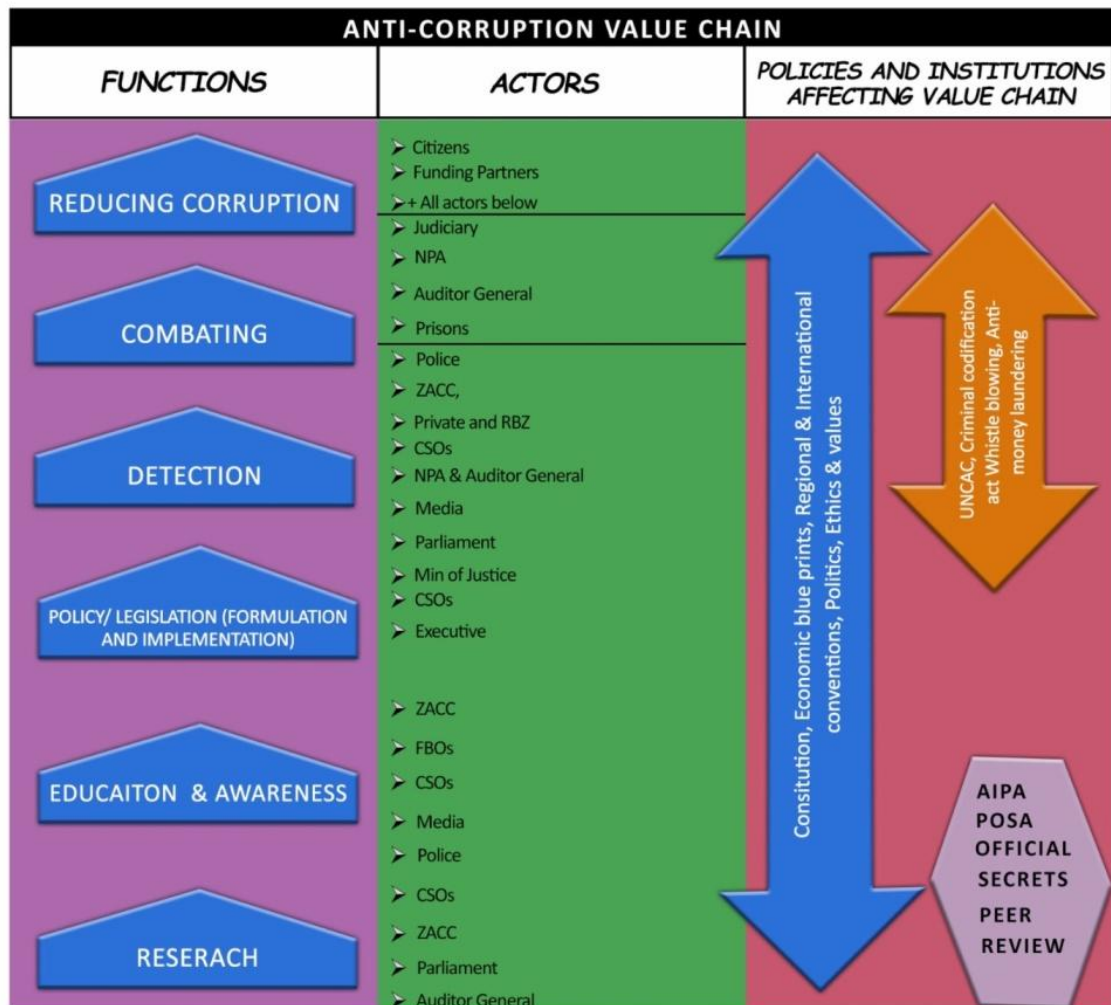 ANTI-CORRUPTION VALUE CHAIN
FUNCTIONS
ACTORS
POLICIES AND INSTITUTIONS
AFFECTING VALUE CHAIN
REDUCING CORRUPTION
COMBATING
DETECTION
POLICY/ LEGISLATION (FORMULATION
AND IMPLEMENTATION)
EDUCAITON & AWARENESS
RESERACH
Citizens
Funding Partners
+ All actors below
Judiciary
NPA
Auditor General
Prisons
Police
ZACC,
Private and RBZ
CSOs
NPA & Auditor General
Media
Parliament
Min of Justice
CSOs
Executive
ZACC
FBOs
CSOs
Media
Police
CSOs
ZACC
Parliament
Auditor General
Consitution, Economic blue prints, Regional & International
conventions, Politics, Ethics & values
UNCAC, Criminal codification
act Whistle blowing, Anti-
money laundering
AIPA
POSA
OFFICIAL
SECRETS
PEER
REVIEW